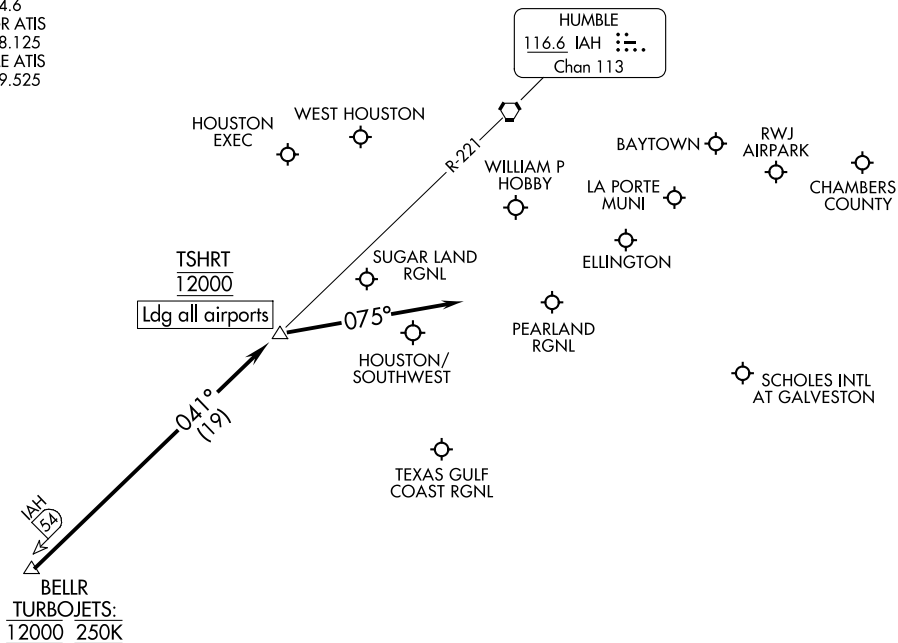 4.6
R ATIS
8.125
E ATIS
9.525
HUMBLE
116.6 IAH
Chan 113
HOUSTON
EXEC
WEST HOUSTON
R-221
WILLIAM P
HOBBY
BAYTOWN
RWJ
AIRPARK
LA PORTE
MUNI
CHAMBERS
COUNTY
ELLINGTON
TSHRT
12000
Ldg all airports
SUGAR LAND
RGNL
075°
HOUSTON/
SOUTHWEST
PEARLAND
RGNL
SCHOLES INTL
AT GALVESTON
041°
(19)
TEXAS GULF
COAST RGNL
IAH
54
BELLR
TURBOJETS:
12000 250K